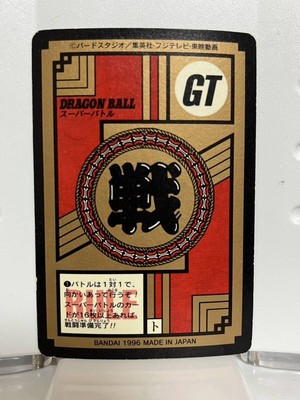 ©バードスタジオ／集英社・フジテレビ・東映動画
GT
DRAGON BALL
スーパーバトル
戦
❶バトルは1対1で、
向かいあって行うぞ
スーパーバトルのカー
ドが16枚以上あれば、
戦闘準備完了!!
ト
BANDAI 1996 MADE IN JAPAN